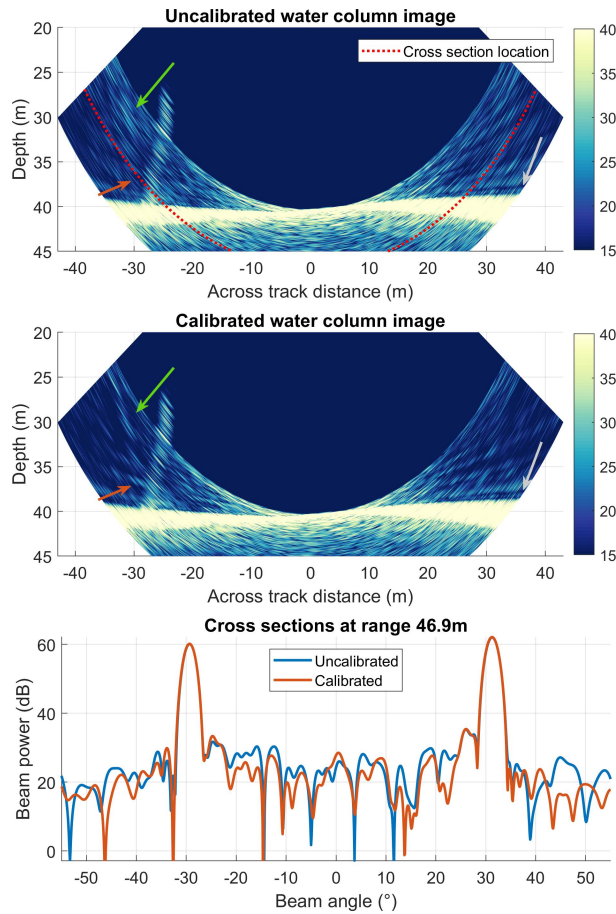 Uncalibrated water column image
20
25
30
35
40
45
Depth (m)
Cross section location
-40 -30 -20 -10 0 10 20 30 40
Across track distance (m)
40
35
30
25
20
15
Calibrated water column image
20
25
30
35
40
45
Depth (m)
-40 -30 -20 -10 0 10 20 30 40
Across track distance (m)
40
35
30
25
20
15
Cross sections at range 46.9m
60
40
20
0
Beam power (dB)
Uncalibrated
Calibrated
-50 -40 -30 -20 -10 0 10 20 30 40 50
Beam angle (°)